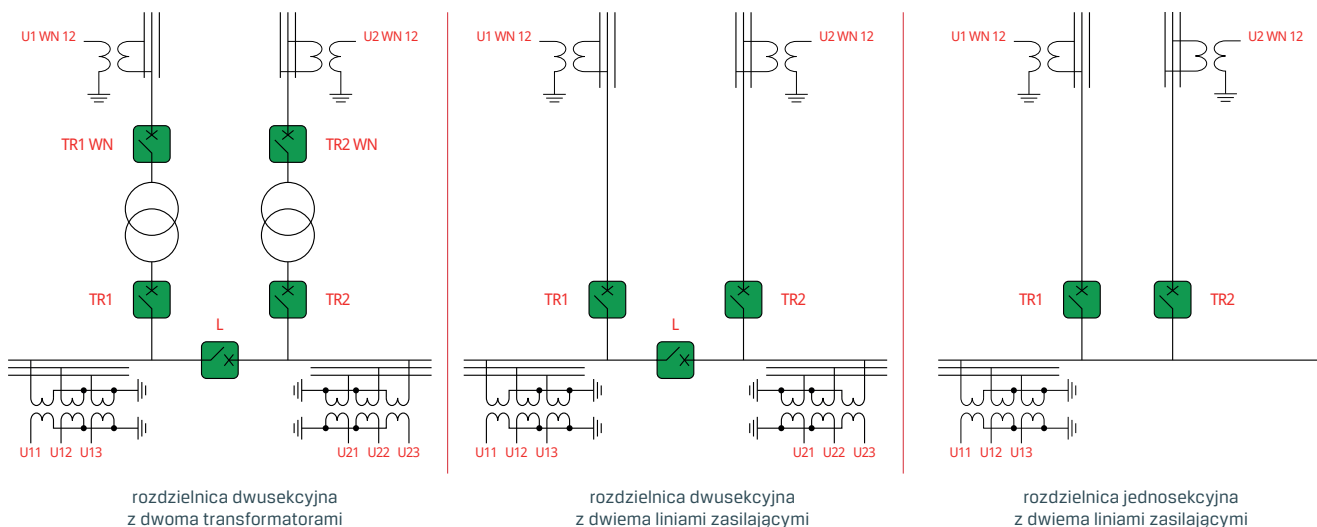 U1 WN 12
U2 WN 12
TR1 WN
TR2 WN
TR1
TR2
L
U11 U12 U13
U21 U22 U23
rozdzielnica dwusekcyjna
z dwoma transformatorami
U1 WN 12
U2 WN 12
TR1
TR2
L
U11 U12 U13
U21 U22 U23
rozdzielnica dwusekcyjna
z dwiema liniami zasilającymi
U1 WN 12
U2 WN 12
TR1
TR2
U11 U12 U13
rozdzielnica jednosekcyjna
z dwiema liniami zasilającymi